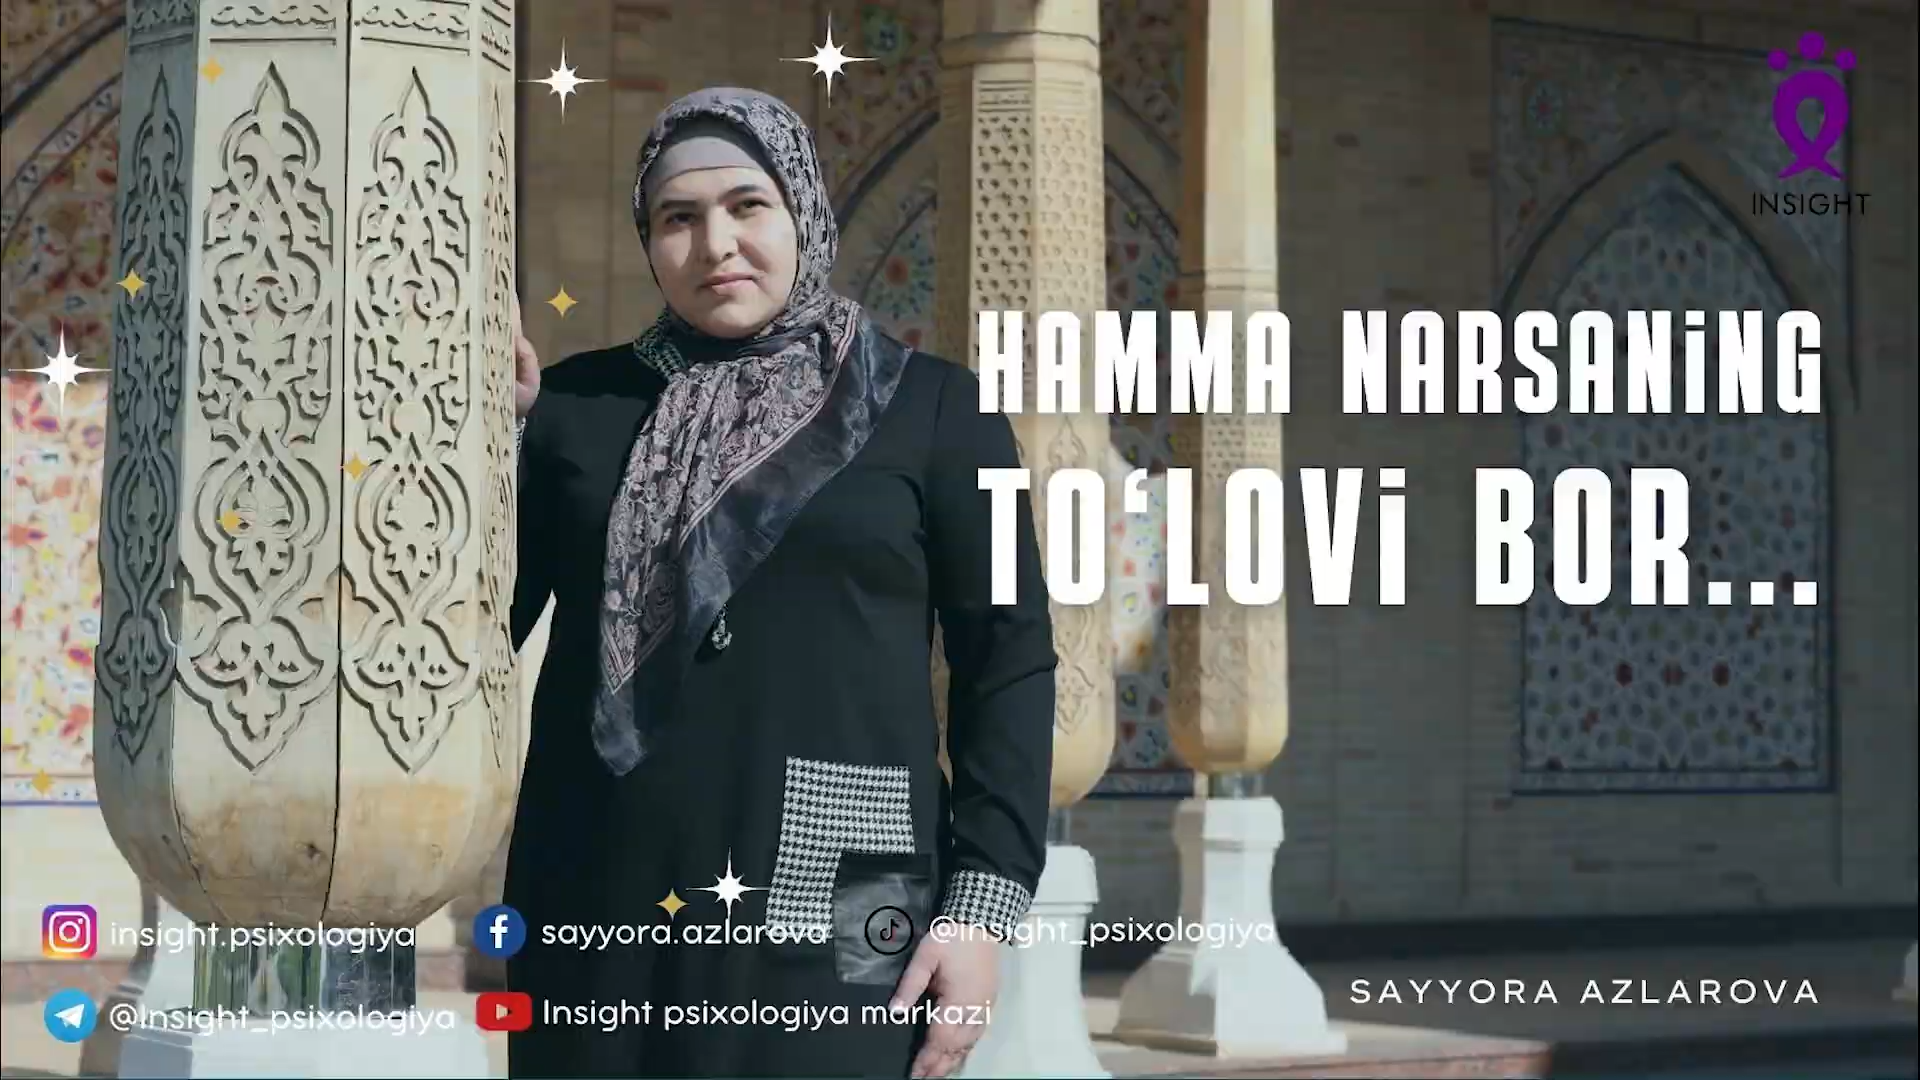 INSIGHT
HAMMA NARSANiNG
TO‘LOVi BOR...
insight.psixologiya
sayyora.azlarova
@insight_psixologiya
@Insight_psixologiya
Insight psixologiya markazi
SAYYORA AZLAROVA